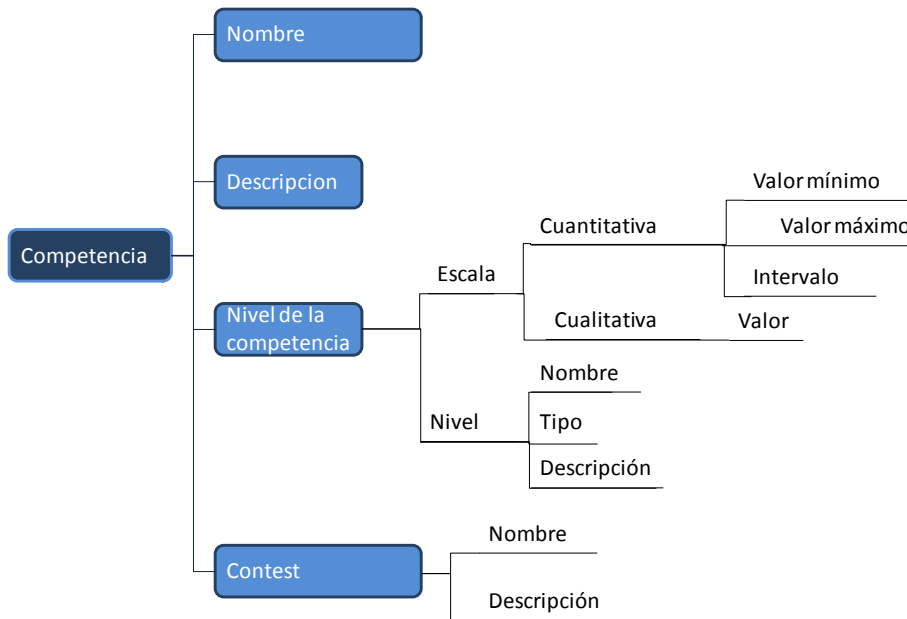 Nombre
Descripcion
Competencia
Nivel de la
competencia
Escala
Cuantitativa
Valor mínimo
Valor máximo
Intervalo
Cualitativa
Valor
Nivel
Nombre
Tipo
Descripción
Contest
Nombre
Descripción